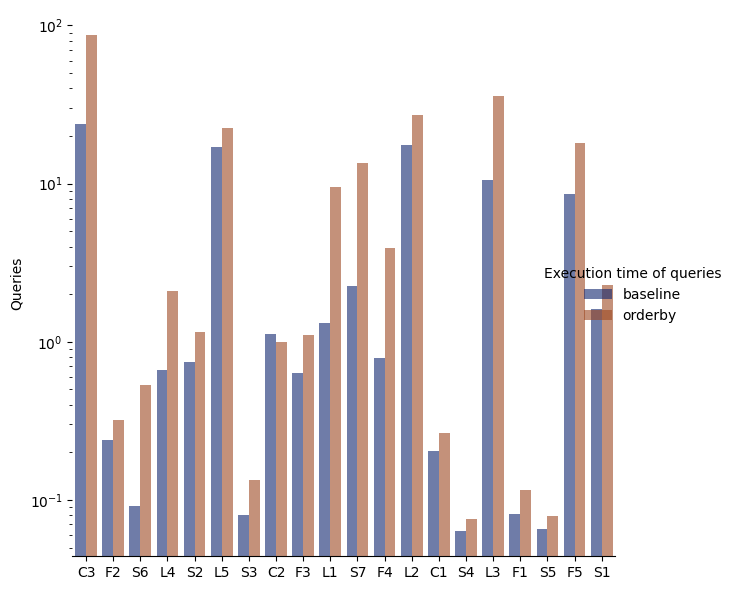 10²
10¹
10⁰
10⁻¹
Queries
Execution time of queries
baseline
orderby
C3 F2 S6 L4 S2 L5 S3 C2 F3 L1 S7 F4 L2 C1 S4 L3 F1 S5 F5 S1